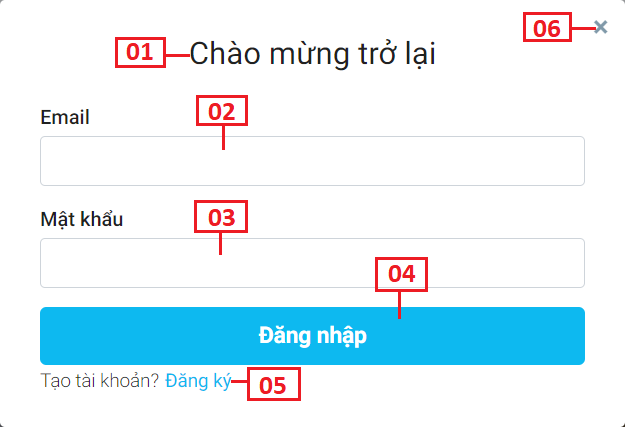 06 ×
01 Chào mừng trở lại
Email 02
Mật khẩu 03
04
Đăng nhập
Tạo tài khoản? Đăng ký 05